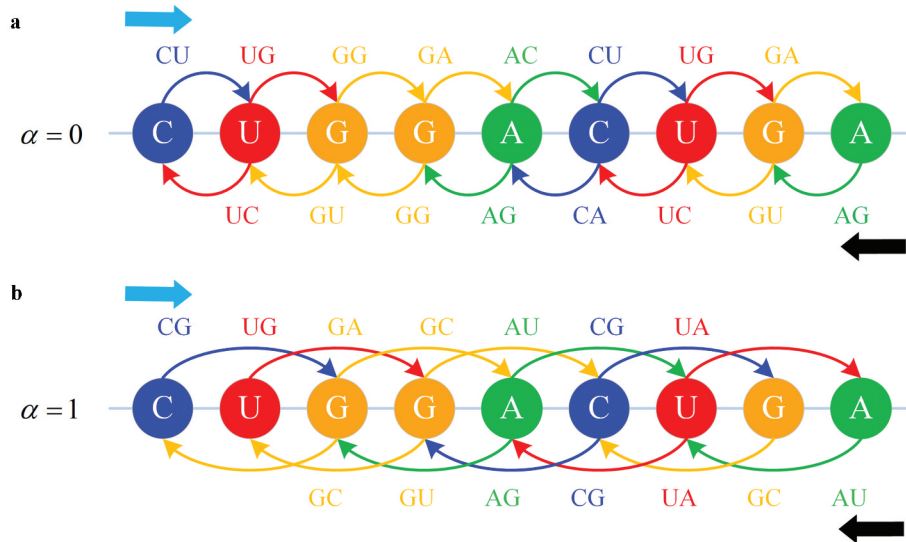 a
CU UG GG GA AC CU UG GA
α = 0 C U G G A C U G A
UC GU GG AG CA UC GU AG
b
CG UG GA GC AU CG UA
α = 1 C U G G A C U G A
GC GU AG CG UA GC AU